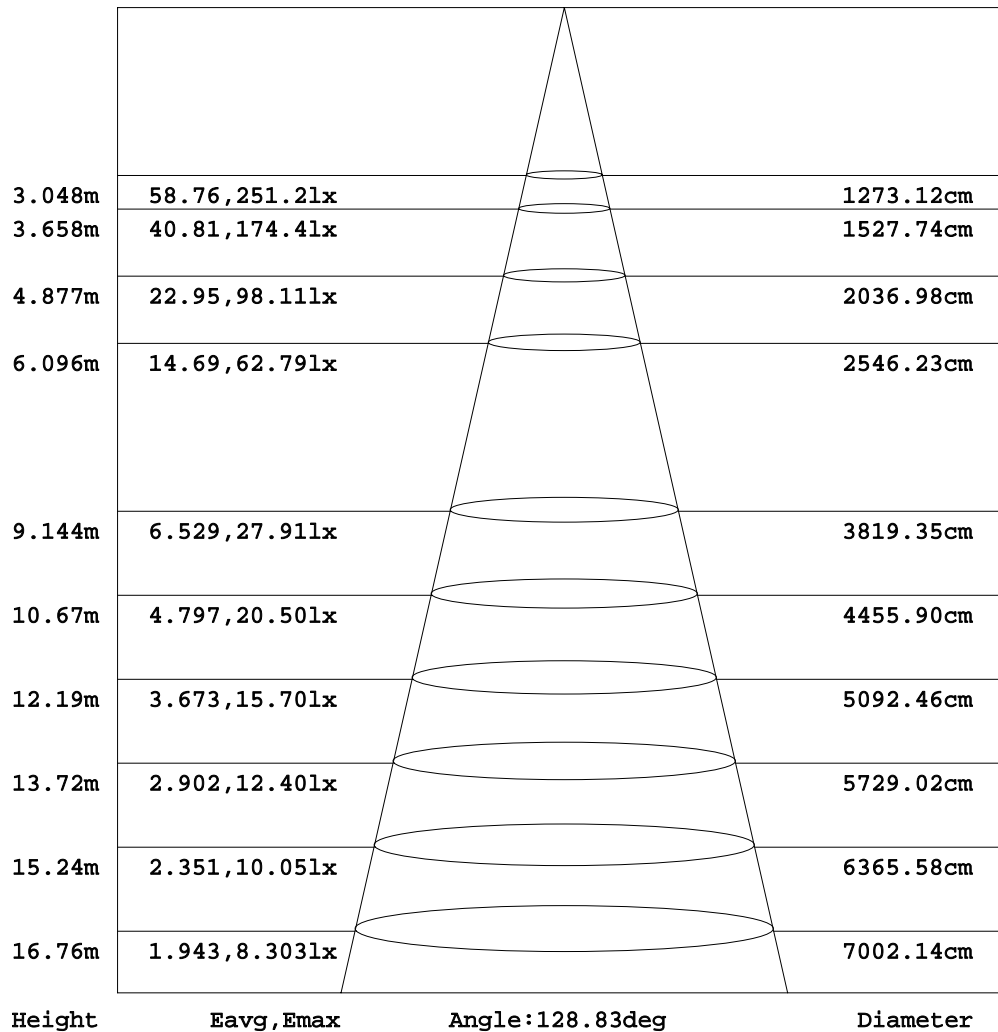 3.048m 58.76,251.2lx 1273.12cm
3.658m 40.81,174.4lx 1527.74cm
4.877m 22.95,98.11lx 2036.98cm
6.096m 14.69,62.79lx 2546.23cm
9.144m 6.529,27.91lx 3819.35cm
10.67m 4.797,20.50lx 4455.90cm
12.19m 3.673,15.70lx 5092.46cm
13.72m 2.902,12.40lx 5729.02cm
15.24m 2.351,10.05lx 6365.58cm
16.76m 1.943,8.303lx 7002.14cm
Height Eavg,Emax Angle:128.83deg Diameter